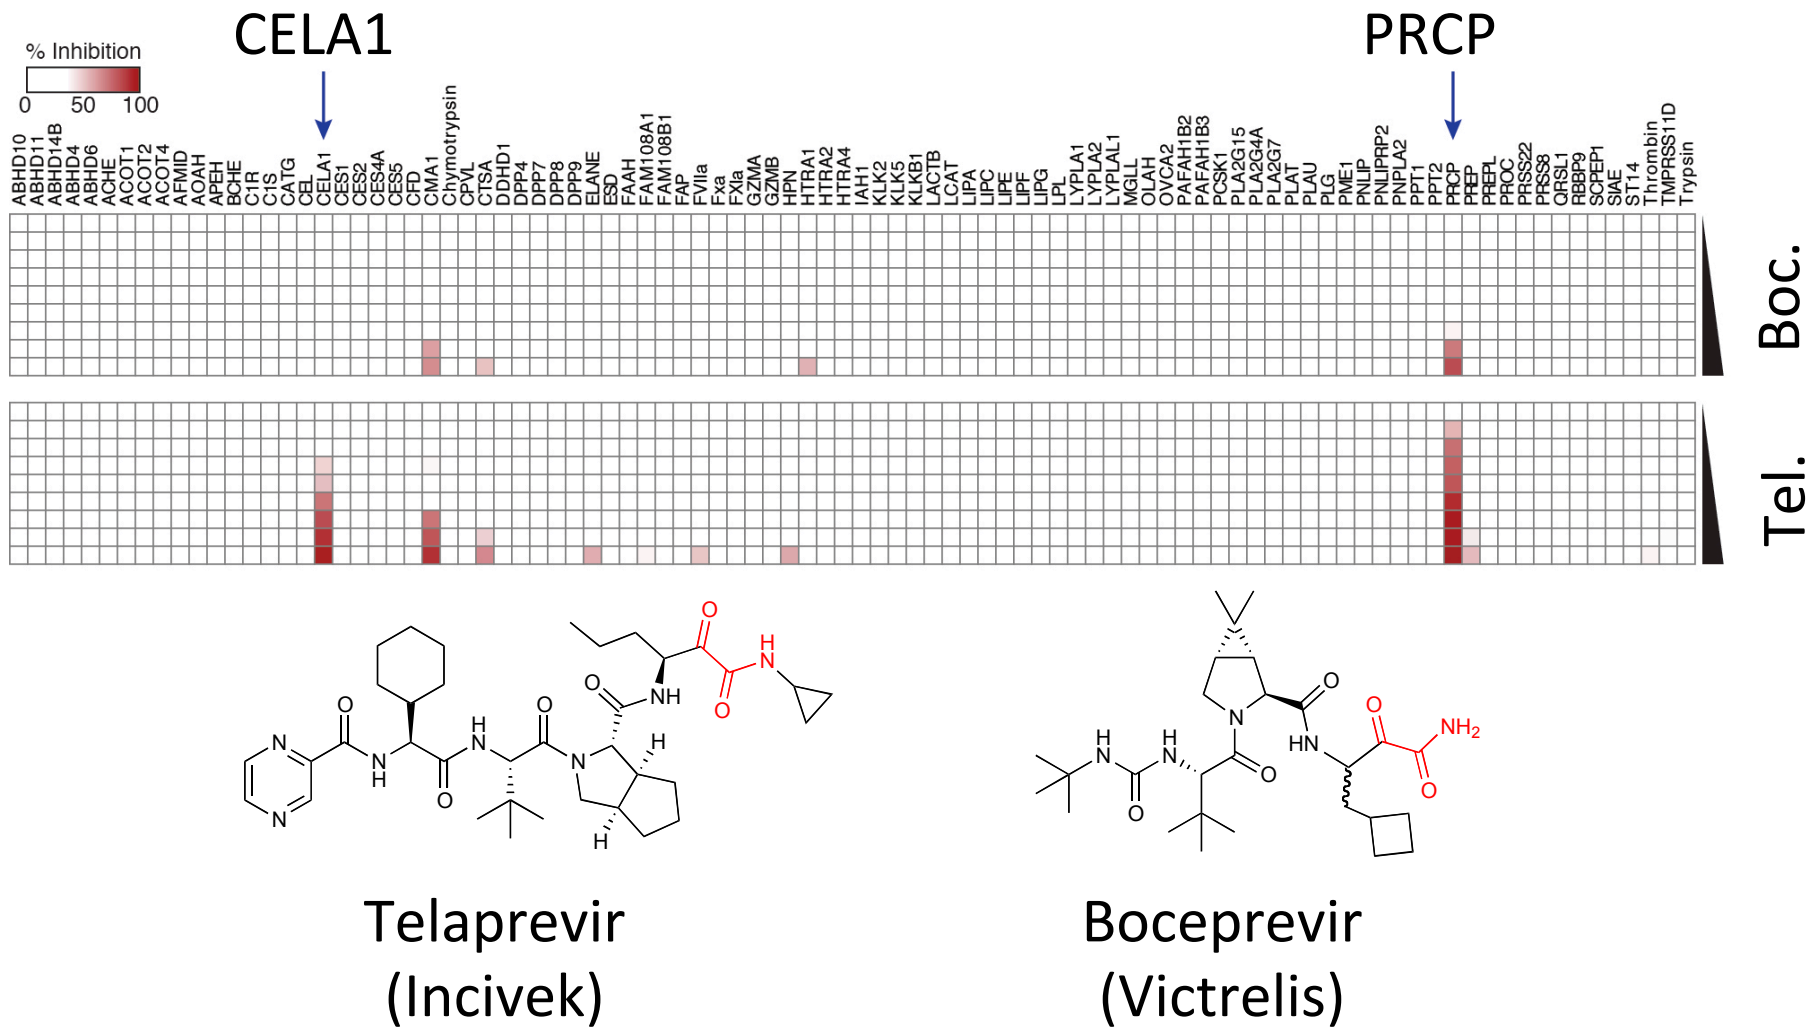 CELA1
PRCP
% Inhibition
0 50 100
ABHD10
ABHD11
ABHD14B
ABHD4
ABHD6
ACHE
ACOT1
ACOT2
ACOT4
AFMID
AOAH
APEH
BCHE
C1R
C1S
CATG
CEL
CELA1
CES1
CES2
CES4A
CES5
CFD
CMA1
Chymotrypsin
CPVL
CTSA
DDHD1
DPP4
DPP7
DPP8
DPP9
ELANE
ESD
FAAH
FAM108A1
FAM108B1
FAP
FVIIa
Fxa
FXIa
GZMA
GZMB
HPN
HTRA1
HTRA2
HTRA4
IAH1
KLK2
KLK5
KLKB1
LACTB
LCAT
LIPA
LIPC
LIPE
LIPF
LIPG
LPL
LYPLA1
LYPLA2
LYPLAL1
MGLL
OLAH
OVCA2
PAFAH1B2
PAFAH1B3
PCSK1
PLA2G15
PLA2G4A
PLA2G7
PLAT
PLAU
PLG
PME1
PNLIP
PNLIPRP2
PNPLA2
PPT1
PPT2
PRCP
PREP
PREPL
PROC
PRSS22
PRSS8
QRSL1
RBBP9
SCPEP1
SIAE
ST14
Thrombin
TMPRSS11D
Trypsin
Boc.
Tel.
N
N
O
N
H
O
H
N
O
N
H
H
O
NH
O
O
H
N
H
N
O
H
N
O
N
O
HN
O
O
NH2
Telaprevir
(Incivek)
Boceprevir
(Victrelis)